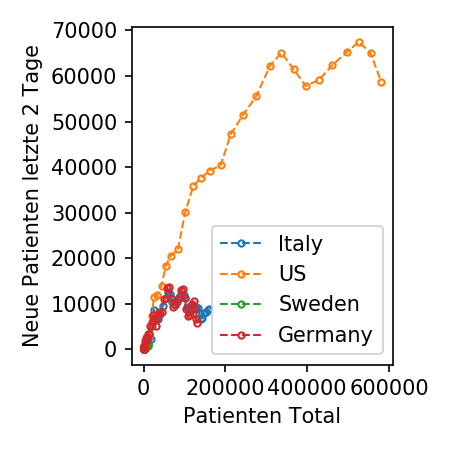 70000
60000
50000
40000
30000
20000
10000
0
Neue Patienten letzte 2 Tage
Italy
US
Sweden
Germany
0 200000 400000 600000
Patienten Total